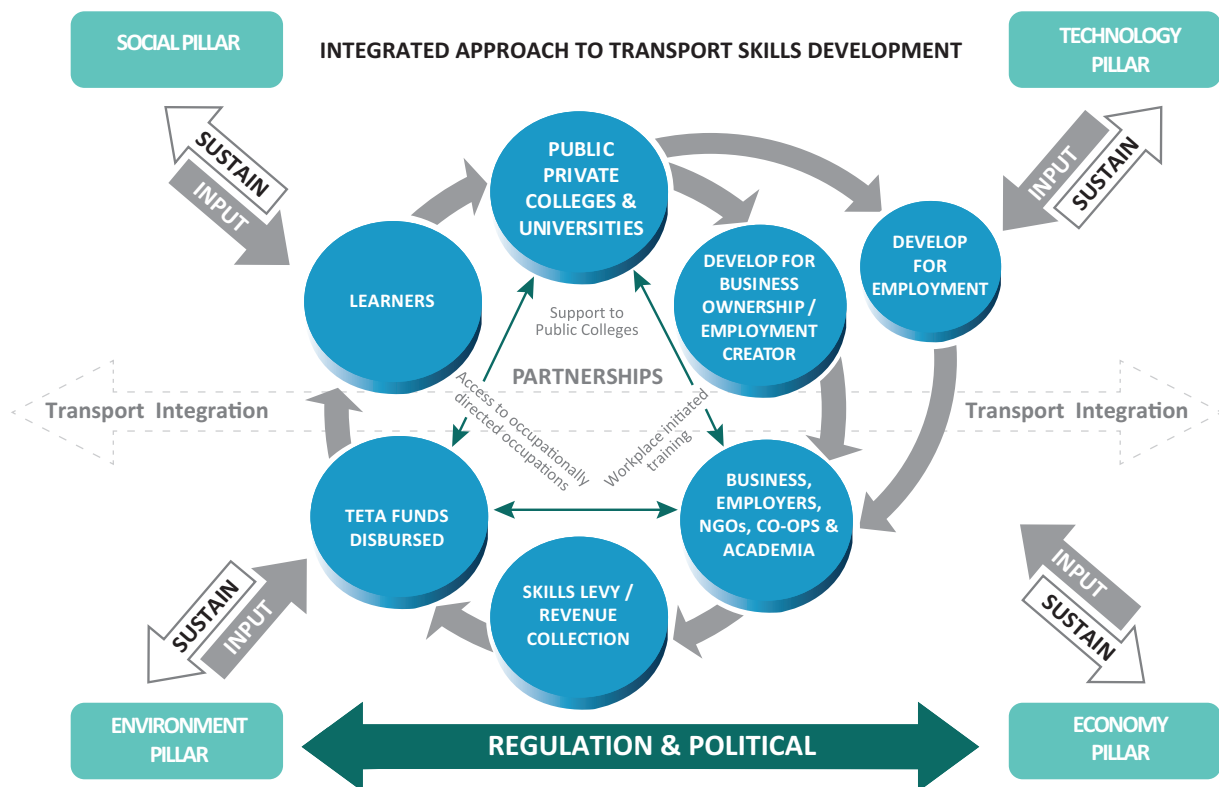 SOCIAL PILLAR
INTEGRATED APPROACH TO TRANSPORT SKILLS DEVELOPMENT
TECHNOLOGY
PILLAR
SUSTAIN
INPUT
INPUT
SUSTAIN
PUBLIC
PRIVATE
COLLEGES &
UNIVERSITIES
LEARNERS
DEVELOP FOR
BUSINESS
OWNERSHIP /
EMPLOYMENT
CREATOR
DEVELOP
FOR
EMPLOYMENT
Support to
Public Colleges
PARTNERSHIPS
Access to occupationally
directed occupations
Workplace initiated
training
Transport Integration
Transport Integration
TETA FUNDS
DISBURSED
BUSINESS,
EMPLOYERS,
NGOs, CO-OPS &
ACADEMIA
SKILLS LEVY /
REVENUE
COLLECTION
SUSTAIN
INPUT
INPUT
SUSTAIN
ENVIRONMENT
PILLAR
REGULATION & POLITICAL
ECONOMY
PILLAR